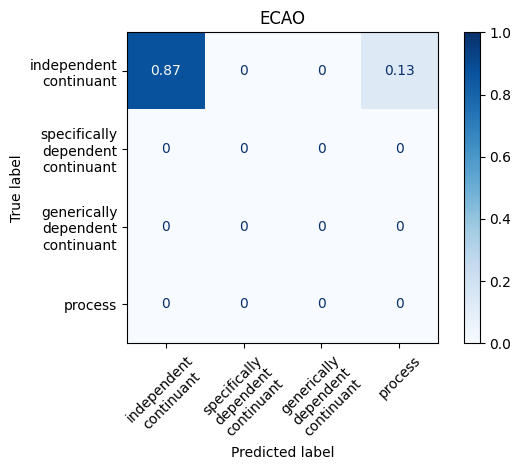 ECAO
True label
independent
continuant
0.87 0 0 0.13
specifically
dependent
continuant
0 0 0 0
generically
dependent
continuant
0 0 0 0
process
0 0 0 0
independent
continuant
specifically
dependent
continuant
generically
dependent
continuant
process
Predicted label
1.0
0.8
0.6
0.4
0.2
0.0